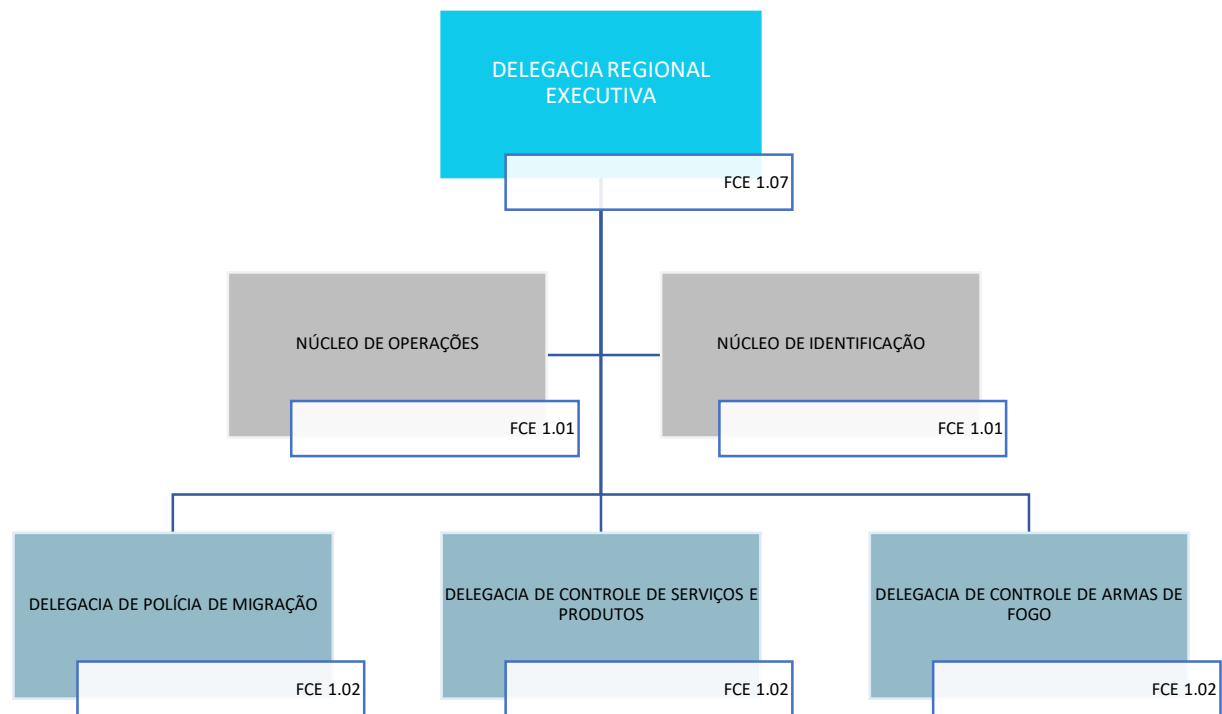 DELEGACIA REGIONAL
EXECUTIVA
FCE 1.07
NÚCLEO DE OPERAÇÕES
FCE 1.01
NÚCLEO DE IDENTIFICAÇÃO
FCE 1.01
DELEGACIA DE POLÍCIA DE MIGRAÇÃO
FCE 1.02
DELEGACIA DE CONTROLE DE SERVIÇOS E
PRODUTOS
FCE 1.02
DELEGACIA DE CONTROLE DE ARMAS DE
FOGO
FCE 1.02